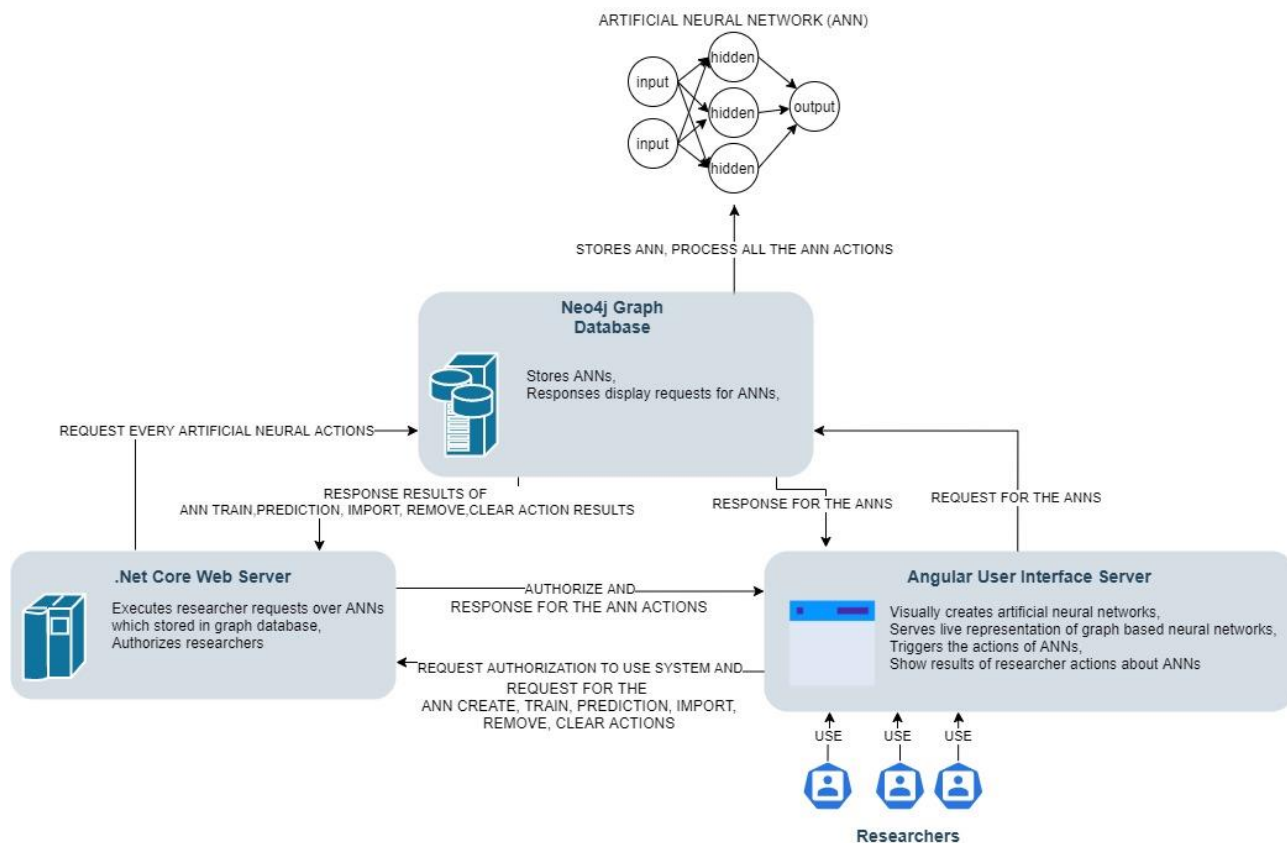 ARTIFICIAL NEURAL NETWORK (ANN)
hidden
input
output
hidden
input
hidden
STORES ANN, PROCESS ALL THE ANN ACTIONS
Neo4j Graph
Database
Stores ANNs,
Responses display requests for ANNs,
REQUEST EVERY ARTIFICIAL NEURAL ACTIONS
RESPONSE RESULTS OF
ANN TRAIN,PREDICTION, IMPORT, REMOVE,CLEAR ACTION RESULTS
RESPONSE FOR THE ANNS
REQUEST FOR THE ANNS
.Net Core Web Server
Executes researcher requests over ANNs
which stored in graph database,
Authorizes researchers
AUTHORIZE AND
RESPONSE FOR THE ANN ACTIONS
REQUEST AUTHORIZATION TO USE SYSTEM AND
REQUEST FOR THE
ANN CREATE, TRAIN, PREDICTION, IMPORT,
REMOVE, CLEAR ACTIONS
Angular User Interface Server
Visually creates artificial neural networks,
Serves live representation of graph based neural networks,
Triggers the actions of ANNs,
Show results of researcher actions about ANNs
USE
USE
USE
Researchers